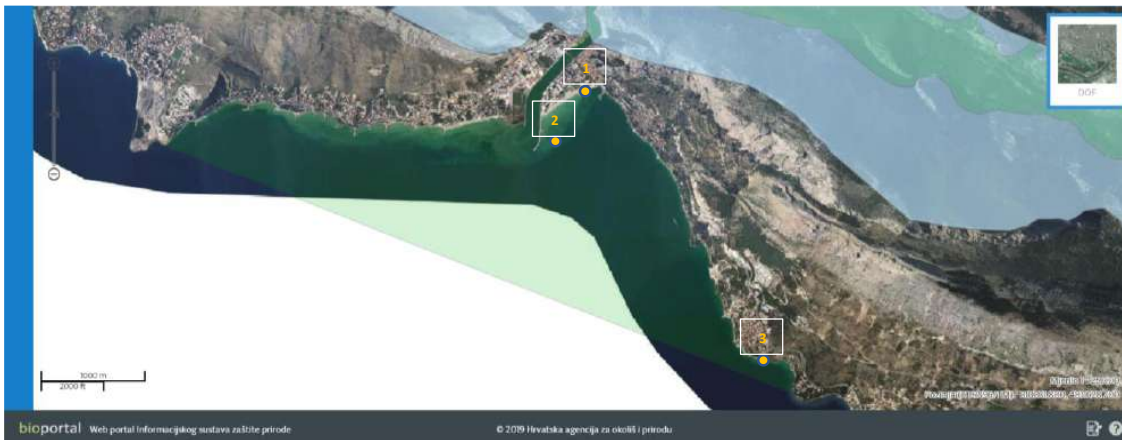 DOF
1
2
3
1000 m
2000 ft
bioportal Web portal Informacijskog sustava zaštite prirode
© 2019 Hrvatska agencija za okoliš i prirodu